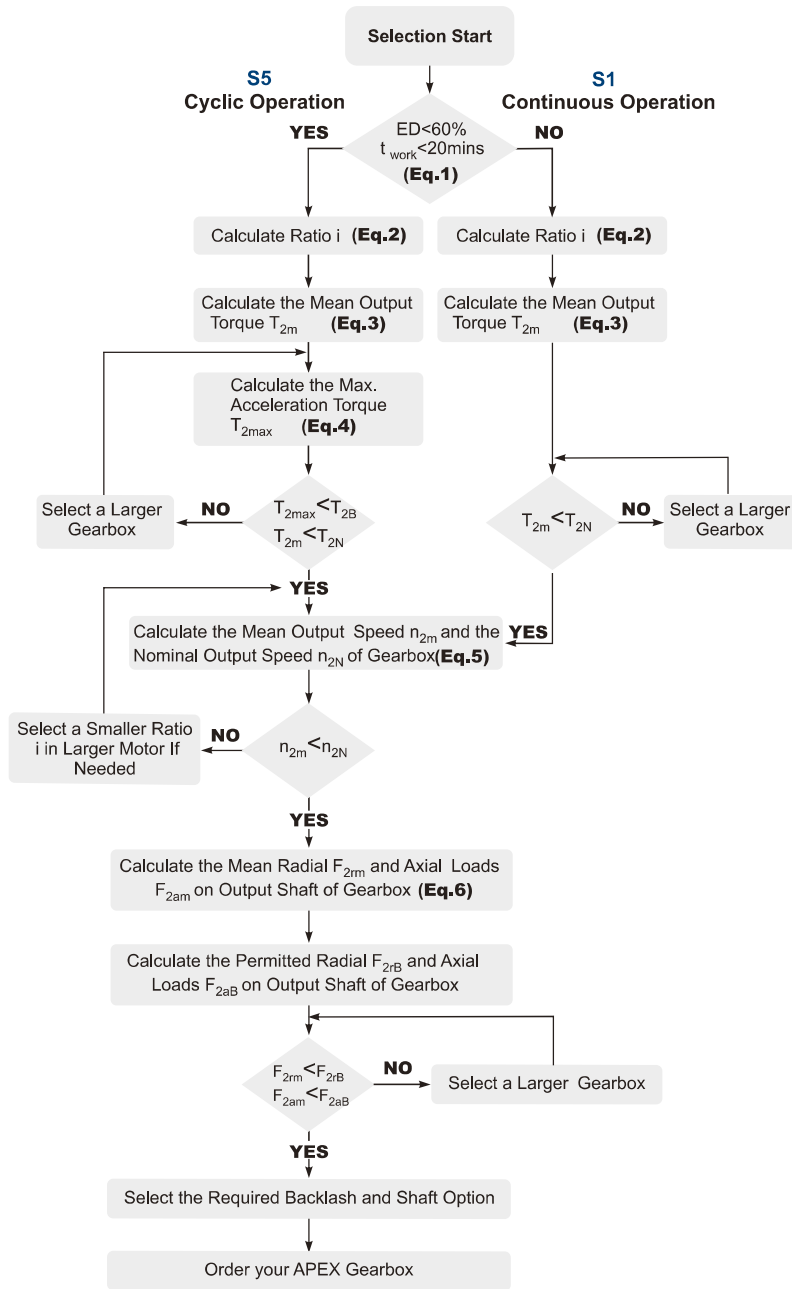 Selection Start
S5
Cyclic Operation
S1
Continuous Operation
YES
ED<60%
t work<20mins
(Eq.1)
NO
Calculate Ratio i (Eq.2)
Calculate Ratio i (Eq.2)
Calculate the Mean Output
Torque T2m (Eq.3)
Calculate the Mean Output
Torque T2m (Eq.3)
Calculate the Max.
Acceleration Torque
T2max (Eq.4)
Select a Larger
Gearbox
NO
T2max<T2B
T2m<T2N
T2m<T2N
NO
Select a Larger
Gearbox
YES
Calculate the Mean Output Speed n2m and the
Nominal Output Speed n2N of Gearbox(Eq.5)
YES
Select a Smaller Ratio
i in Larger Motor If
Needed
NO
n2m<n2N
YES
Calculate the Mean Radial F2rm and Axial Loads
F2am on Output Shaft of Gearbox (Eq.6)
Calculate the Permitted Radial F2rB and Axial
Loads F2aB on Output Shaft of Gearbox
F2rm<F2rB
F2am<F2aB
NO
Select a Larger Gearbox
YES
Select the Required Backlash and Shaft Option
Order your APEX Gearbox